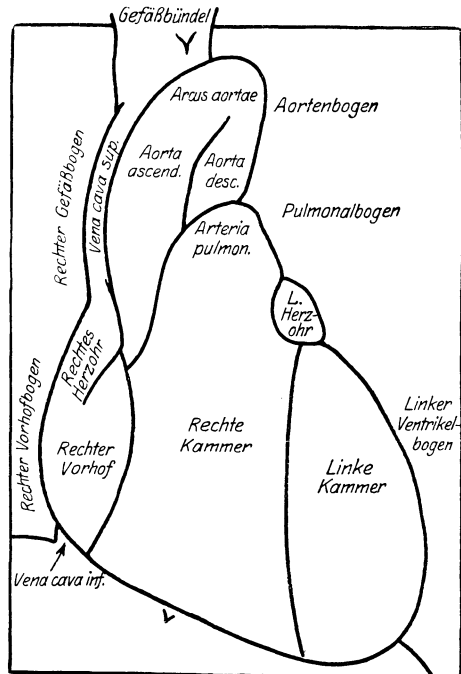 Gefäßbündel
Arcus aortae
Aortenbogen
Rechter Gefäßbogen
Vena cava sup.
Aorta
ascend.
Aorta
desc.
Pulmonalbogen
Arteria
pulmon.
L.
Herz-
ohr
Rechtes
Herzohr
Rechter Vorhofbogen
Rechter
Vorhof
Rechte
Kammer
Linke
Kammer
Linker
Ventrikel-
bogen
Vena cava inf.